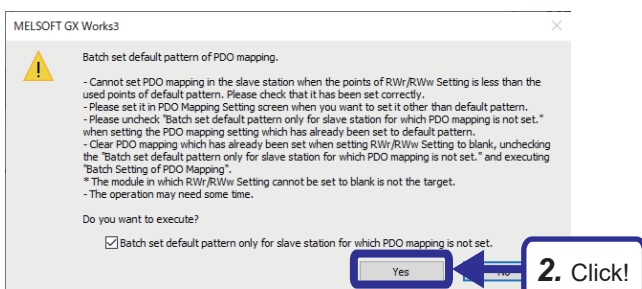 MELSOFT GX Works3
Batch set default pattern of PDO mapping.
- Cannot set PDO mapping in the slave station when the points of RWr/RWw Setting is less than the
used points of default pattern. Please check that it has been set correctly.
- Please set it in PDO Mapping Setting screen when you want to set it other than default pattern.
- Please uncheck "Batch set default pattern only for slave station for which PDO mapping is not set."
when setting the PDO mapping setting which has already been set to default pattern.
- Clear PDO mapping which has already been set when setting RWr/RWw Setting to blank, unchecking
the "Batch set default pattern only for slave station for which PDO mapping is not set." and executing
"Batch Setting of PDO Mapping".
* The module in which RWr/RWw Setting cannot be set to blank is not the target.
- The operation may need some time.
Do you want to execute?
Batch set default pattern only for slave station for which PDO mapping is not set.
Yes
No
2. Click!